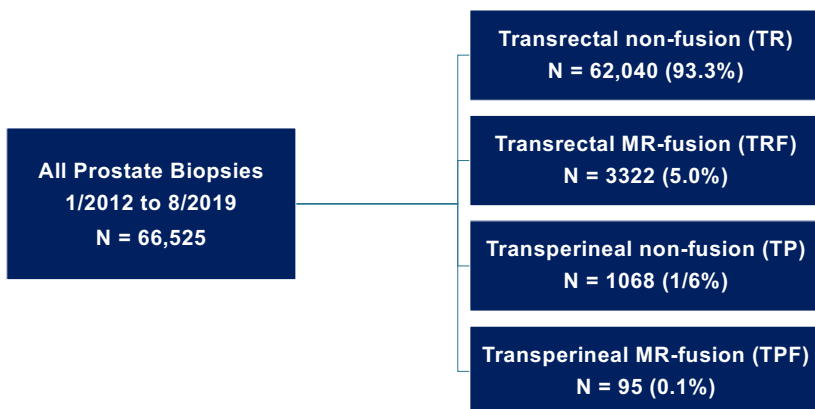 All Prostate Biopsies
1/2012 to 8/2019
N = 66,525
Transrectal non-fusion (TR)
N = 62,040 (93.3%)
Transrectal MR-fusion (TRF)
N = 3322 (5.0%)
Transperineal non-fusion (TP)
N = 1068 (1/6%)
Transperineal MR-fusion (TPF)
N = 95 (0.1%)